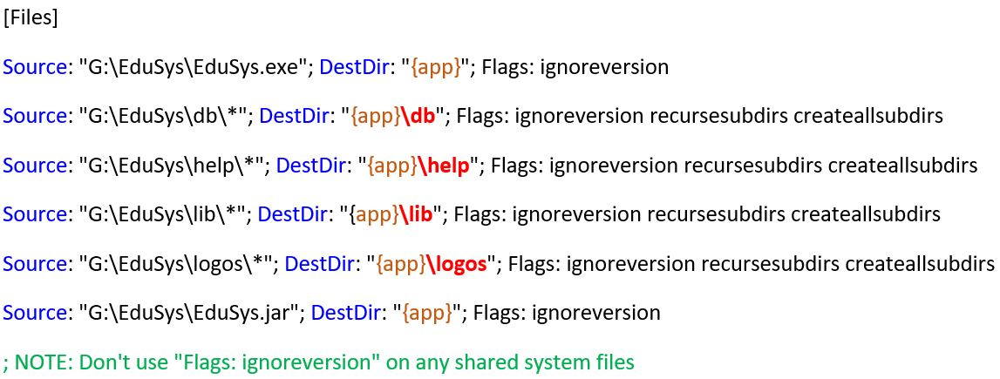 [Files]
Source: "G:\EduSys\EduSys.exe"; DestDir: "{app}"; Flags: ignoreversion
Source: "G:\EduSys\db\*"; DestDir: "{app}\db"; Flags: ignoreversion recursesubdirs createallsubdirs
Source: "G:\EduSys\help\*"; DestDir: "{app}\help"; Flags: ignoreversion recursesubdirs createallsubdirs
Source: "G:\EduSys\lib\*"; DestDir: "{app}\lib"; Flags: ignoreversion recursesubdirs createallsubdirs
Source: "G:\EduSys\logos\*"; DestDir: "{app}\logos"; Flags: ignoreversion recursesubdirs createallsubdirs
Source: "G:\EduSys\EduSys.jar"; DestDir: "{app}"; Flags: ignoreversion
; NOTE: Don't use "Flags: ignoreversion" on any shared system files